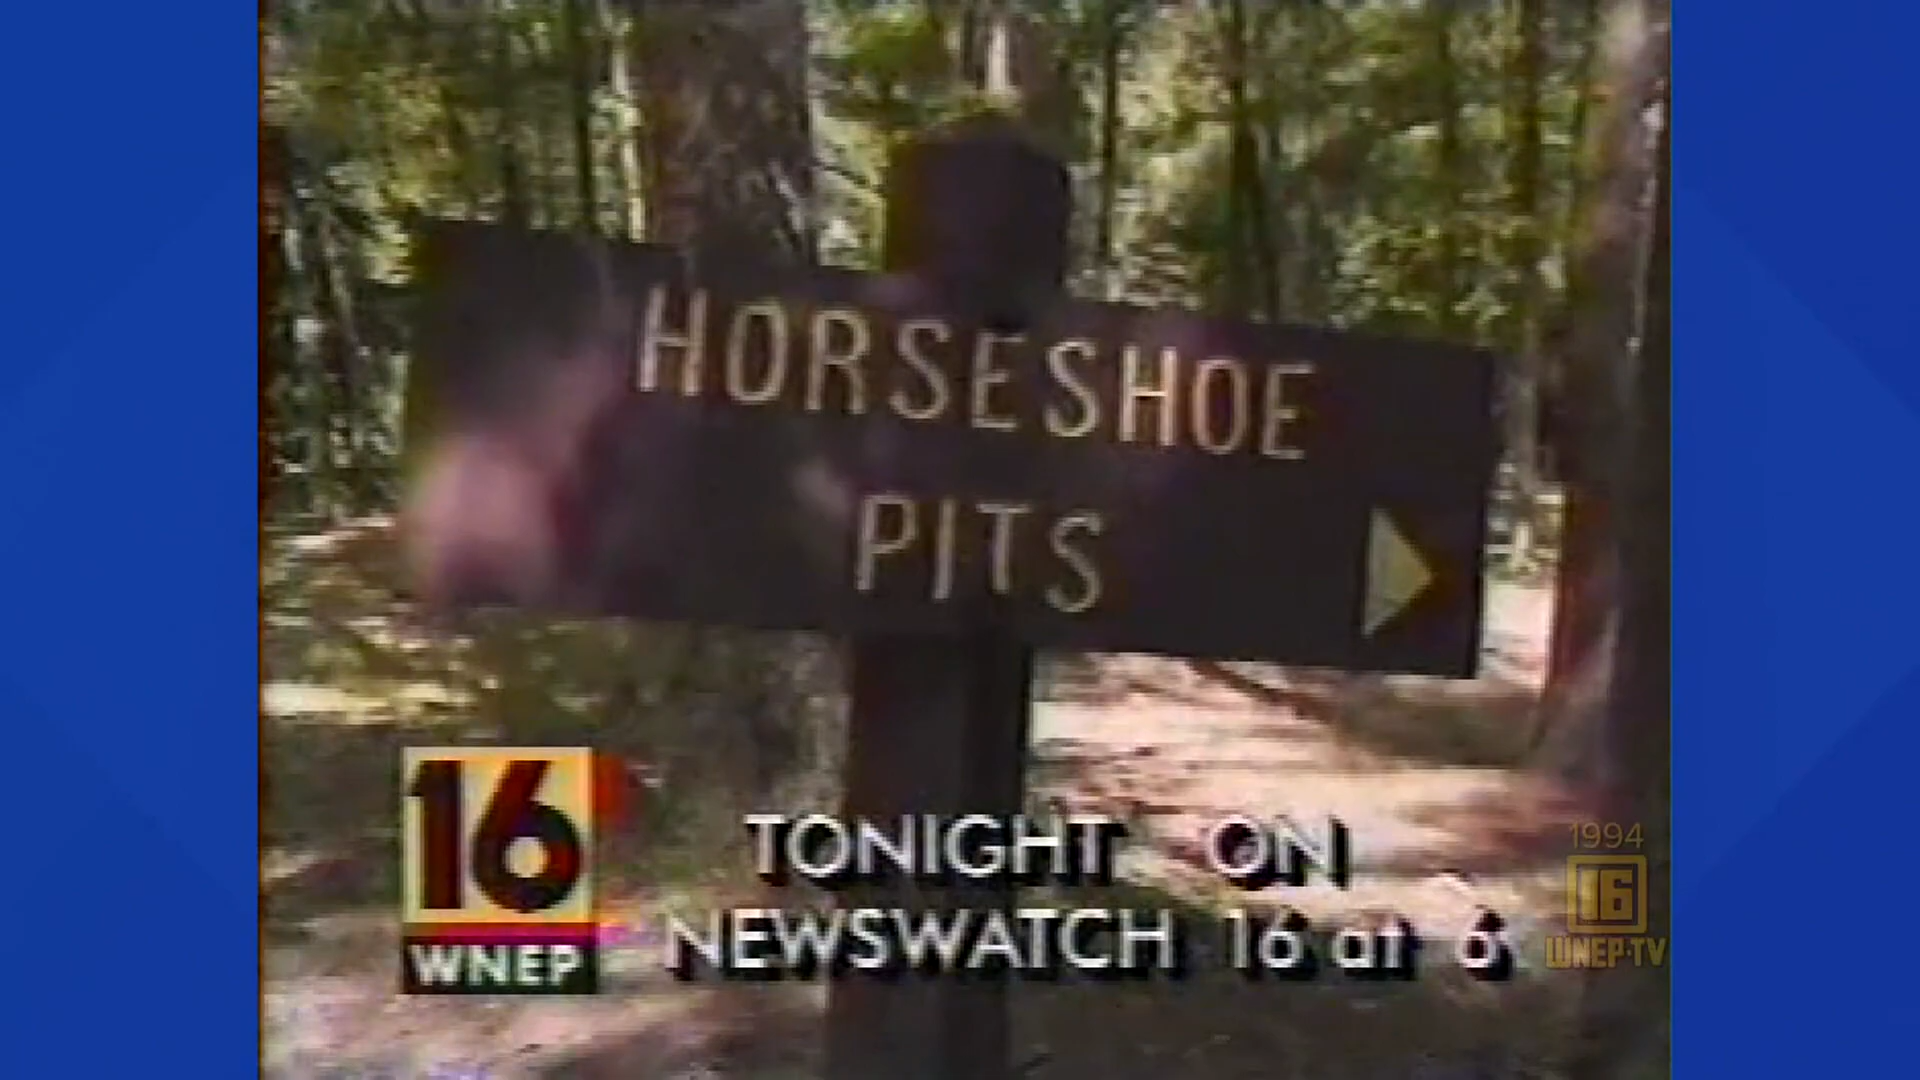 HORSESHOE
PITS
16
WNEP
TONIGHT ON
NEWSWATCH 16 at 6
1994
16
WNEP-TV